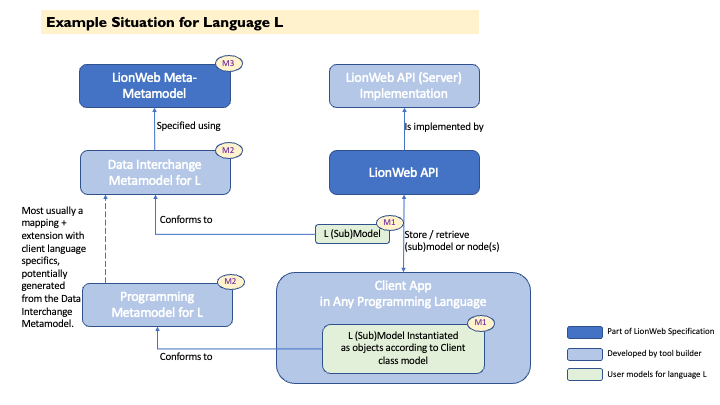 Example Situation for Language L
M3
LionWeb Meta-
Metamodel
LionWeb API (Server)
Implementation
Specified using
Is implemented by
M2
Data Interchange
Metamodel for L
LionWeb API
Most usually a
mapping +
extension with
client language
specifics,
potentially
generated
from the Data
Interchange
Metamodel.
Conforms to
M1
L (Sub)Model
Store / retrieve
(sub)model or node(s)
M2
Programming
Metamodel for L
Client App
in Any Programming Language
M1
L (Sub)Model Instantiated
as objects according to Client
class model
Conforms to
Part of LionWeb Specification
Developed by tool builder
User models for language L